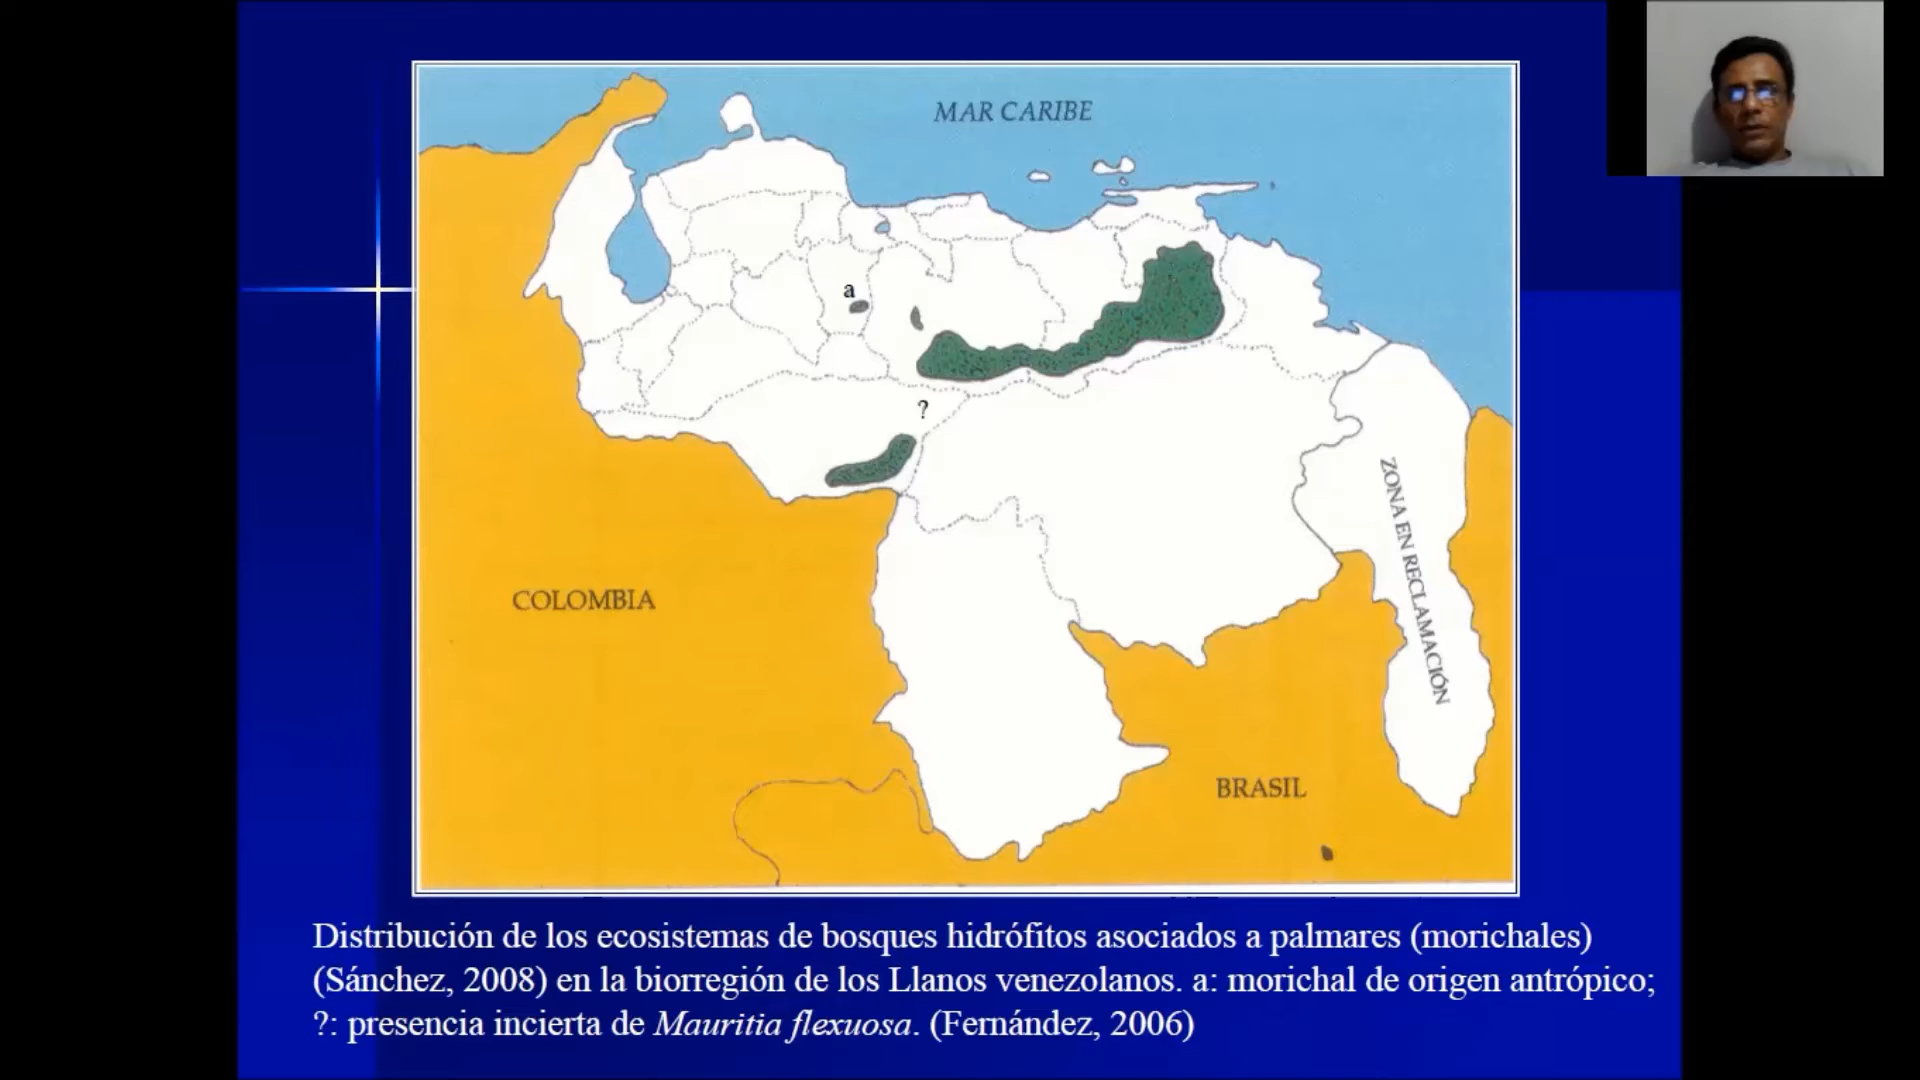 MAR CARIBE
a
?
ZONA EN RECLAMACIÓN
COLOMBIA
BRASIL
Distribución de los ecosistemas de bosques hidrófitos asociados a palmares (morichales)
(Sánchez, 2008) en la biorregión de los Llanos venezolanos. a: morichal de origen antrópico;
?: presencia incierta de Mauritia flexuosa. (Fernández, 2006)